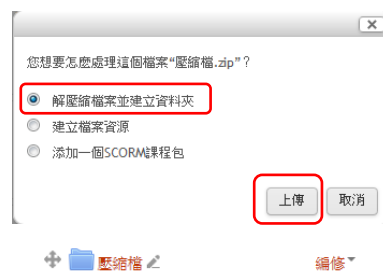 您想要怎麼處理這個檔案“壓縮檔.zip”?
解壓縮檔案並建立資料夾
建立檔案資源
添加一個SCORM課程包
上傳 取消
壓縮檔 編修